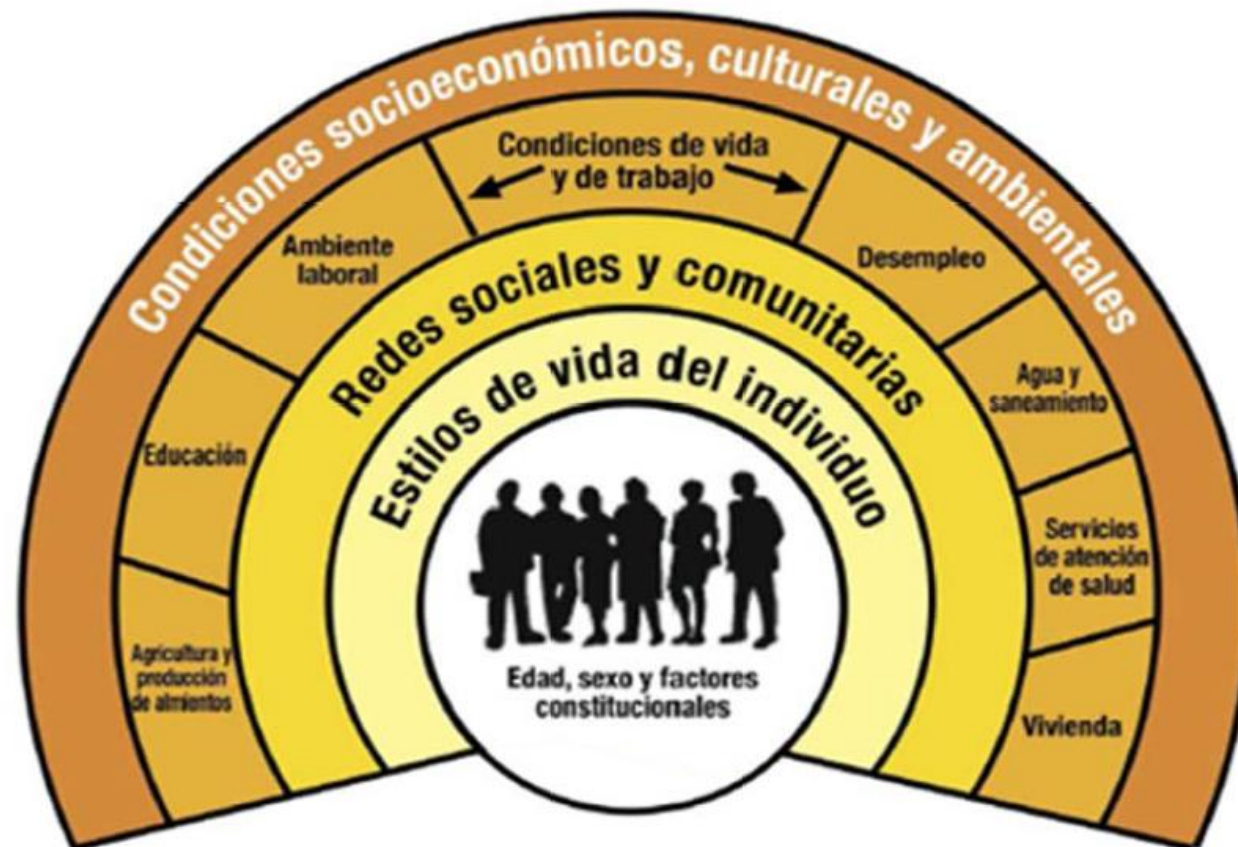 Condiciones socioeconómicos, culturales y ambientales
Condiciones de vida
y de trabajo
Ambiente
laboral
Desempleo
Redes sociales y comunitarias
Agua y
saneamiento
Estilos de vida del individuo
Educación
Servicios
de atención
de salud
Agricultura y
producción
de almientos
Edad, sexo y factores
constitucionales
Vivienda